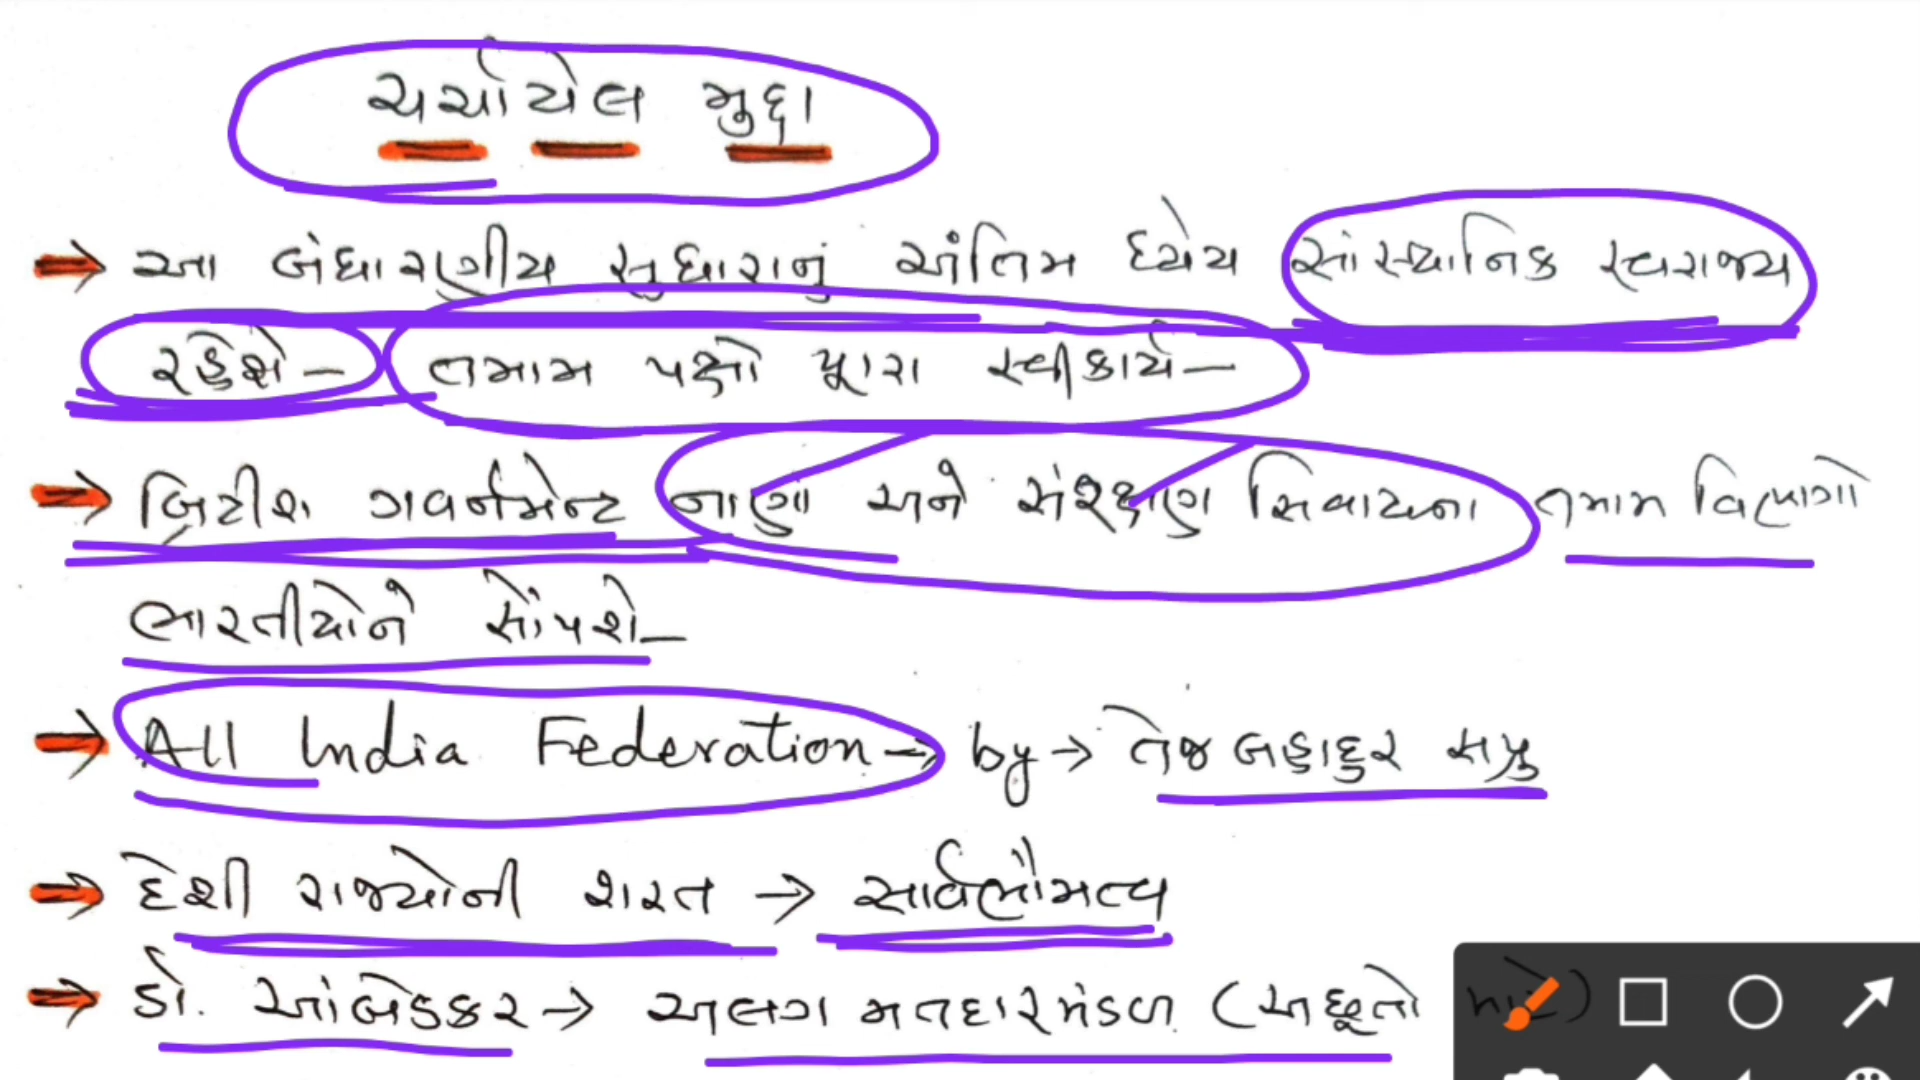 ચર્ચાયેલ મુદ્દા
→ આ બંધારણીય સુધારાનું અંતિમ ધ્યેય સાંસ્થાનિક સ્વરાજ્ય
રહેશે – તમામ પક્ષો દ્વારા સ્વીકાર્ય –
→ બ્રિટીશ ગવર્નમેન્ટ નાણાં અને સંરક્ષણ સિવાયના તમામ વિભાગો
ભારતીયોને સોંપશે –
→ All India Federation → by → તેજ બહાદુર સપ્રુ
→ દેશી રાજ્યોની શરત → સાર્વભૌમત્વ
→ ડો. આંબેડકર → અલગ મતદારમંડળ (અછૂતો માટે)